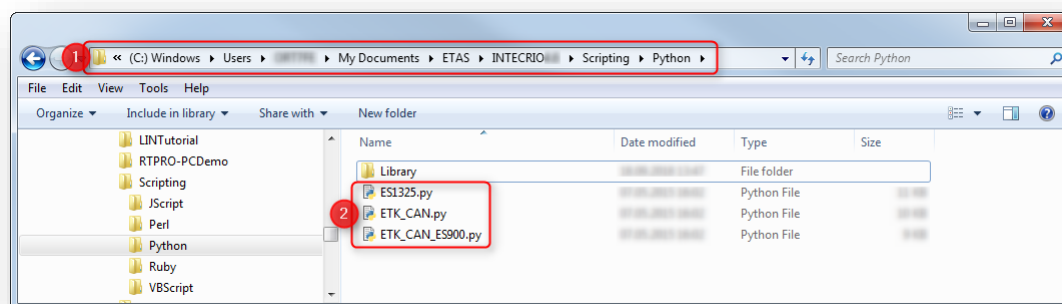 1
« (C:) Windows ▸ Users ▸ ▸ My Documents ▸ ETAS ▸ INTECRIO ▸ Scripting ▸ Python ▸
Search Python
File Edit View Tools Help
Organize ▾ Include in library ▾ Share with ▾ New folder
Name Date modified Type Size
LINTutorial
RTPRO-PCDemo
Scripting
JScript
Perl
Python
Ruby
VBScript
Library File folder
2
ES1325.py Python File
ETK_CAN.py Python File
ETK_CAN_ES900.py Python File